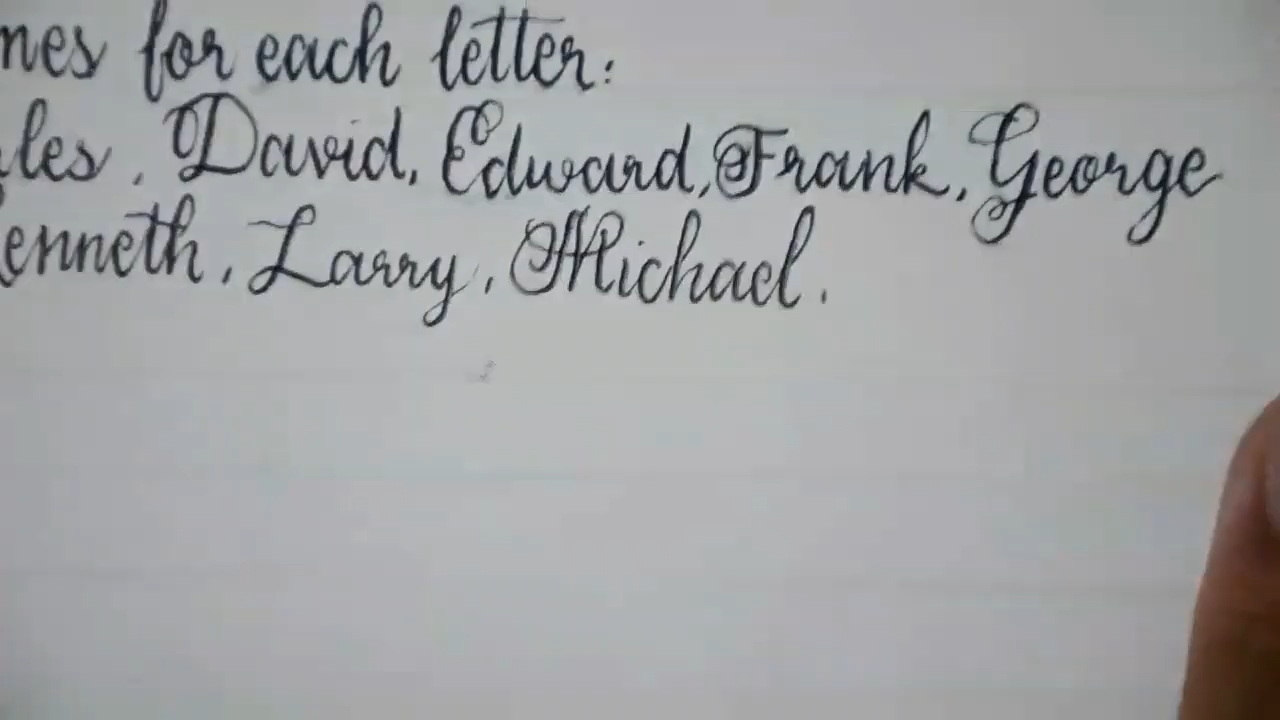 nes for each letter:
les, David, Edward, Frank, George
enneth, Larry, Michael.